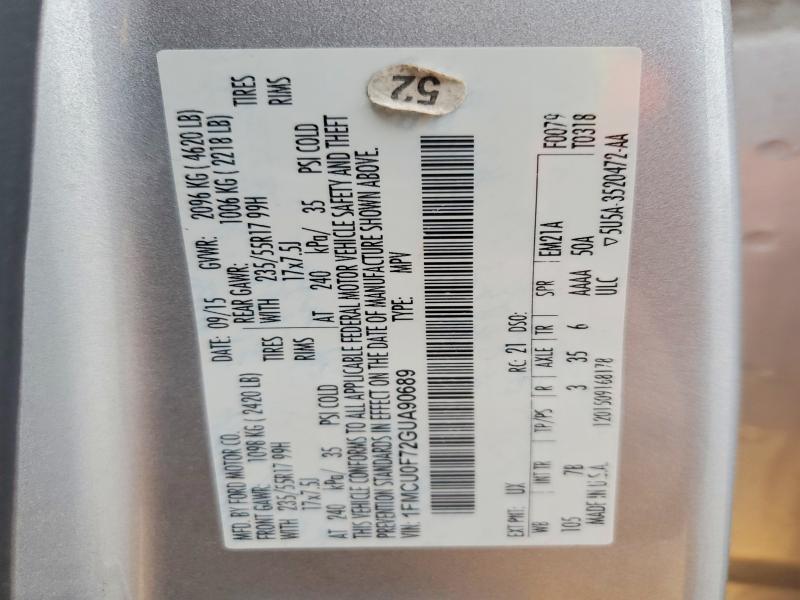 MFD. BY FORD MOTOR CO.
DATE: 09/15 GVWR: 2096 KG ( 4620 LB)
FRONT GAWR: 1098 KG (2420 LB) REAR GAWR: 1006 KG ( 2218 LB)
WITH 235/55R17 99H TIRES WITH 235/55R17 99H TIRES
17x7.5J RIMS 17x7.5J RIMS
AT 240 kPa/ 35 PSI COLD AT 240 kPa/ 35 PSI COLD
THIS VEHICLE CONFORMS TO ALL APPLICABLE FEDERAL MOTOR VEHICLE SAFETY AND THEFT
PREVENTION STANDARDS IN EFFECT ON THE DATE OF MANUFACTURE SHOWN ABOVE.
VIN: 1FMCU0F72GUA90689 TYPE: MPV
52
F0079
T0318
EXT PNT: UX RC: 21 DSO:
WB INT TR TP/PS R AXLE TR SPR EM21A
105 7B 3 35 6 AAAA 50A
MADE IN U.S.A. 1201509168178 ULC ▽5U5A-3520472-AA